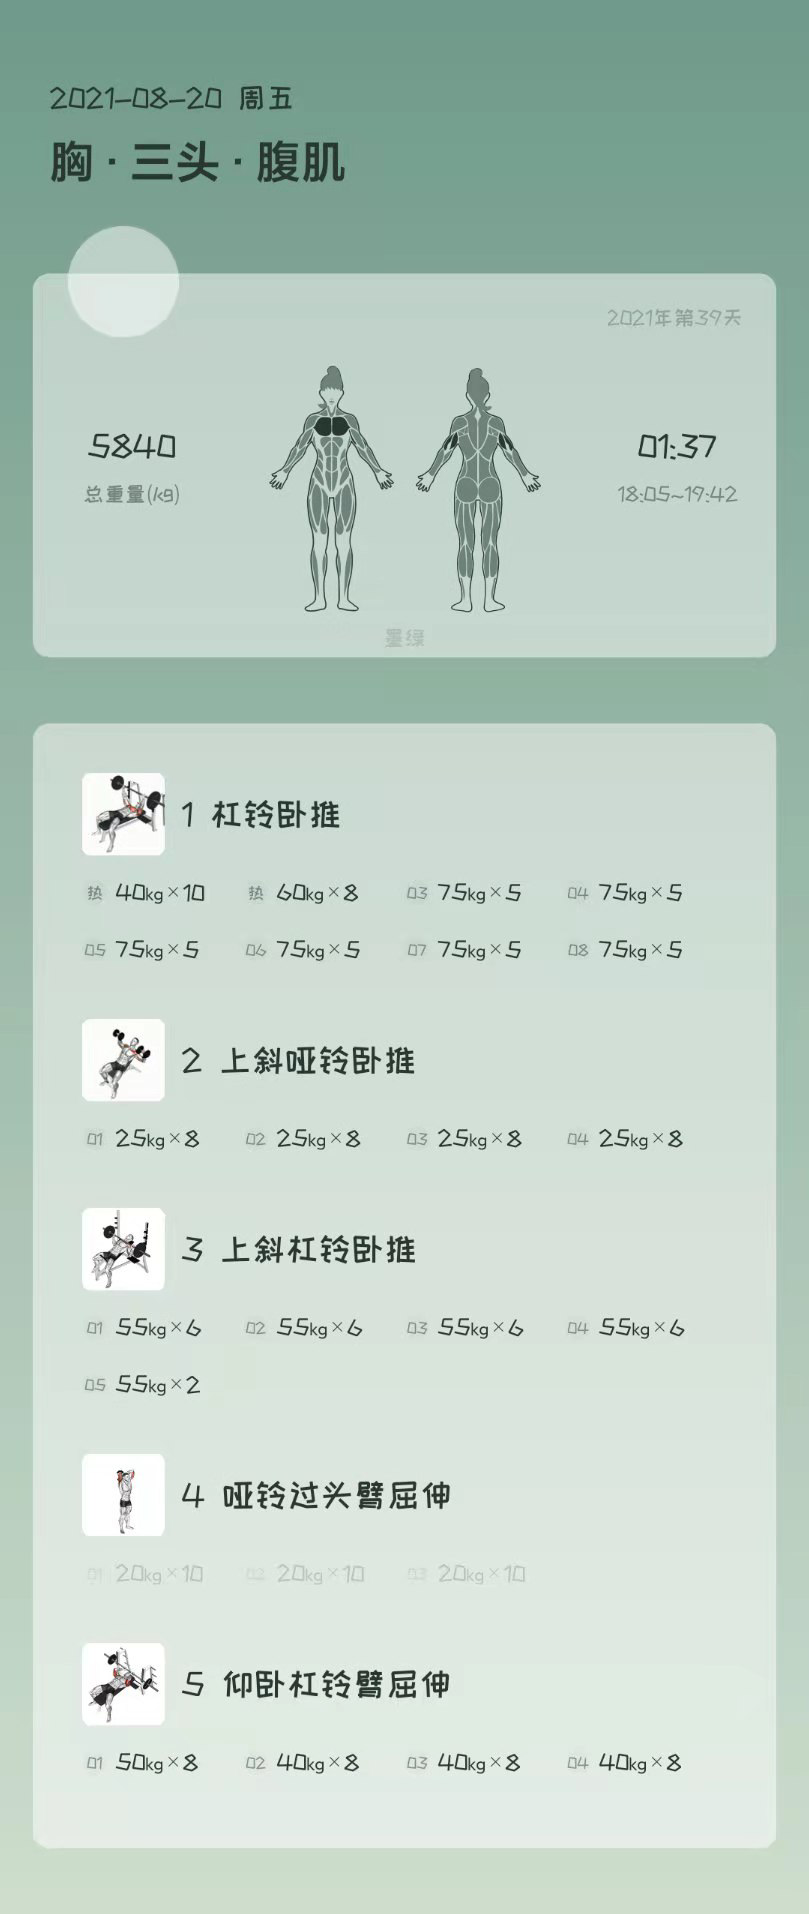 2021-08-20 周五
胸·三头·腹肌
2021年第39天
5840
总重量(kg)
01:37
18:05~19:42
墨绿
1 杠铃卧推
热 40kg×10 热 60kg×8 03 75kg×5 04 75kg×5
05 75kg×5 06 75kg×5 07 75kg×5 08 75kg×5
2 上斜哑铃卧推
01 25kg×8 02 25kg×8 03 25kg×8 04 25kg×8
3 上斜杠铃卧推
01 55kg×6 02 55kg×6 03 55kg×6 04 55kg×6
05 55kg×2
4 哑铃过头臂屈伸
01 20kg×10 02 20kg×10 03 20kg×10
5 仰卧杠铃臂屈伸
01 50kg×8 02 40kg×8 03 40kg×8 04 40kg×8